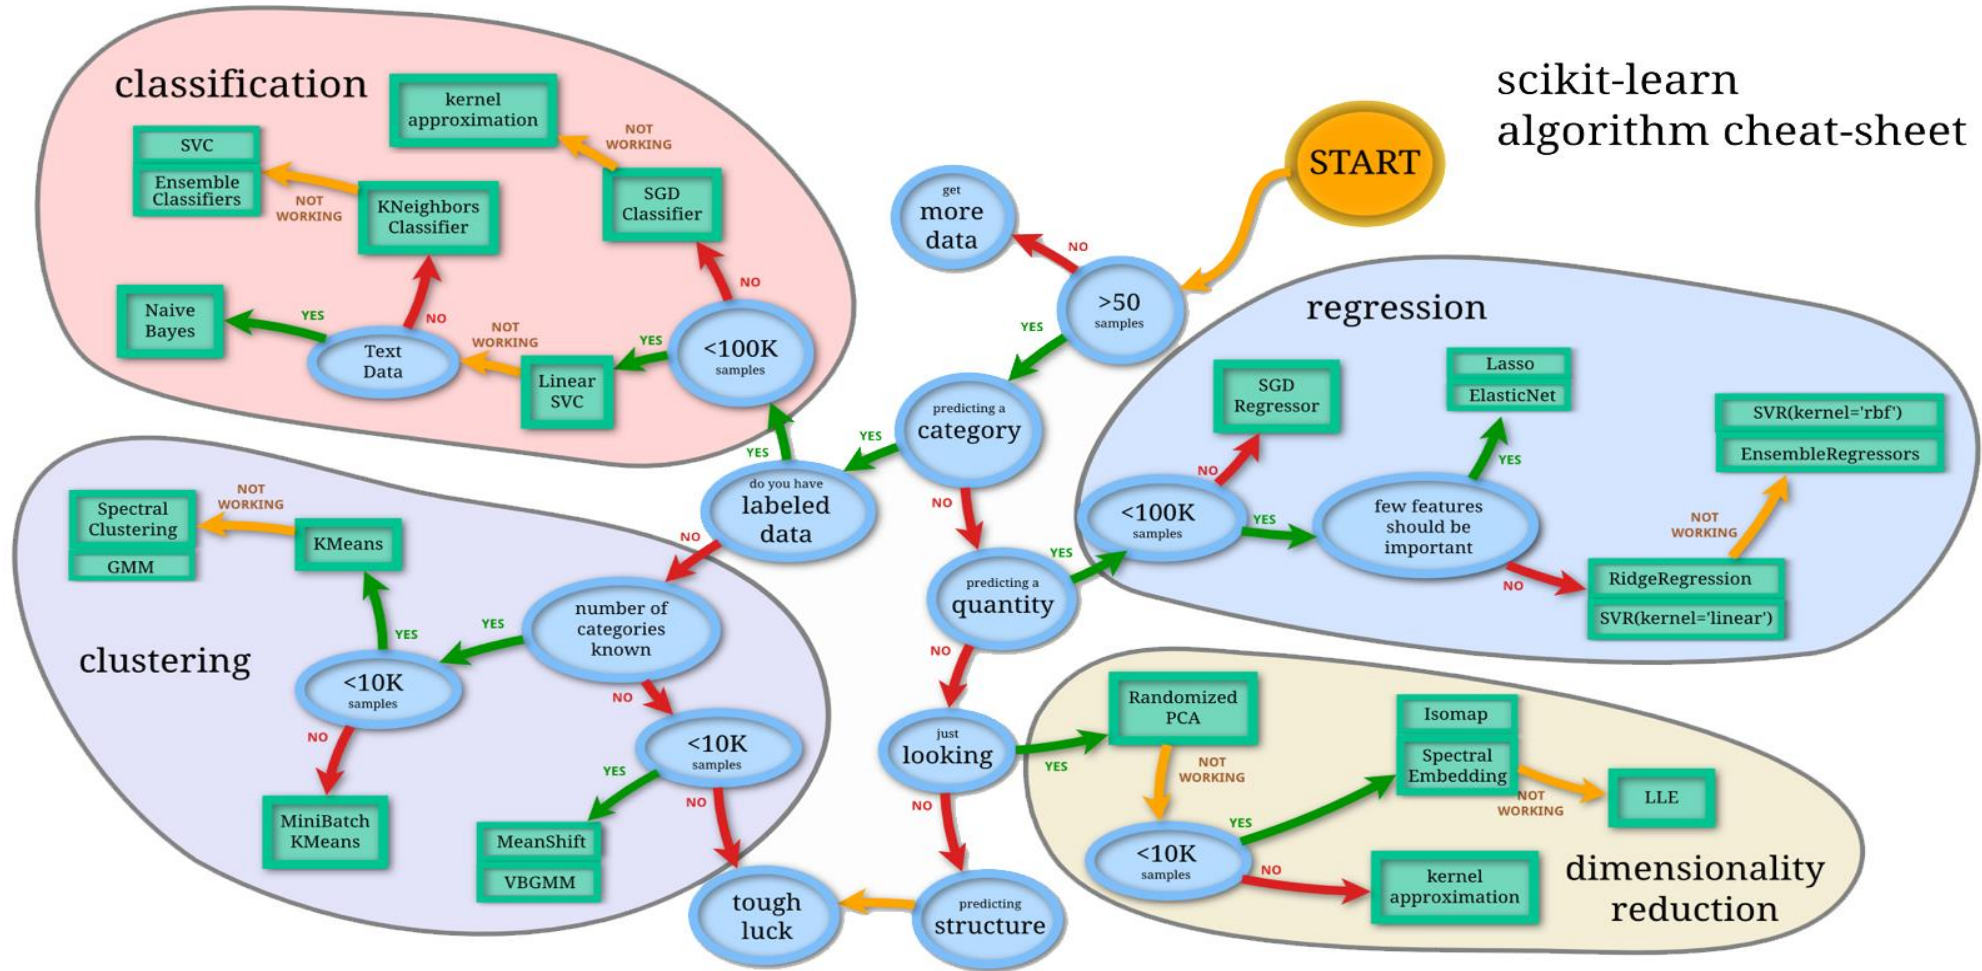 scikit-learn
algorithm cheat-sheet
START
classification
kernel
approximation
NOT
WORKING
SVC
Ensemble
Classifiers
NOT
WORKING
KNeighbors
Classifier
SGD
Classifier
NO
Naive
Bayes
YES
Text
Data
NO
NOT
WORKING
Linear
SVC
YES
<100K
samples
get
more
data
NO
>50
samples
YES
predicting a
category
YES
NO
do you have
labeled
data
YES
NO
predicting a
quantity
YES
NO
just
looking
YES
NO
predicting
structure
tough
luck
regression
SGD
Regressor
NO
<100K
samples
YES
Lasso
ElasticNet
YES
few features
should be
important
NO
SVR(kernel='rbf')
EnsembleRegressors
NOT
WORKING
RidgeRegression
SVR(kernel='linear')
clustering
Spectral
Clustering
GMM
NOT
WORKING
KMeans
YES
<10K
samples
YES
number of
categories
known
NO
NO
MiniBatch
KMeans
<10K
samples
YES
NO
MeanShift
VBGMM
Randomized
PCA
NOT
WORKING
<10K
samples
YES
NO
Isomap
Spectral
Embedding
NOT
WORKING
LLE
kernel
approximation
dimensionality
reduction